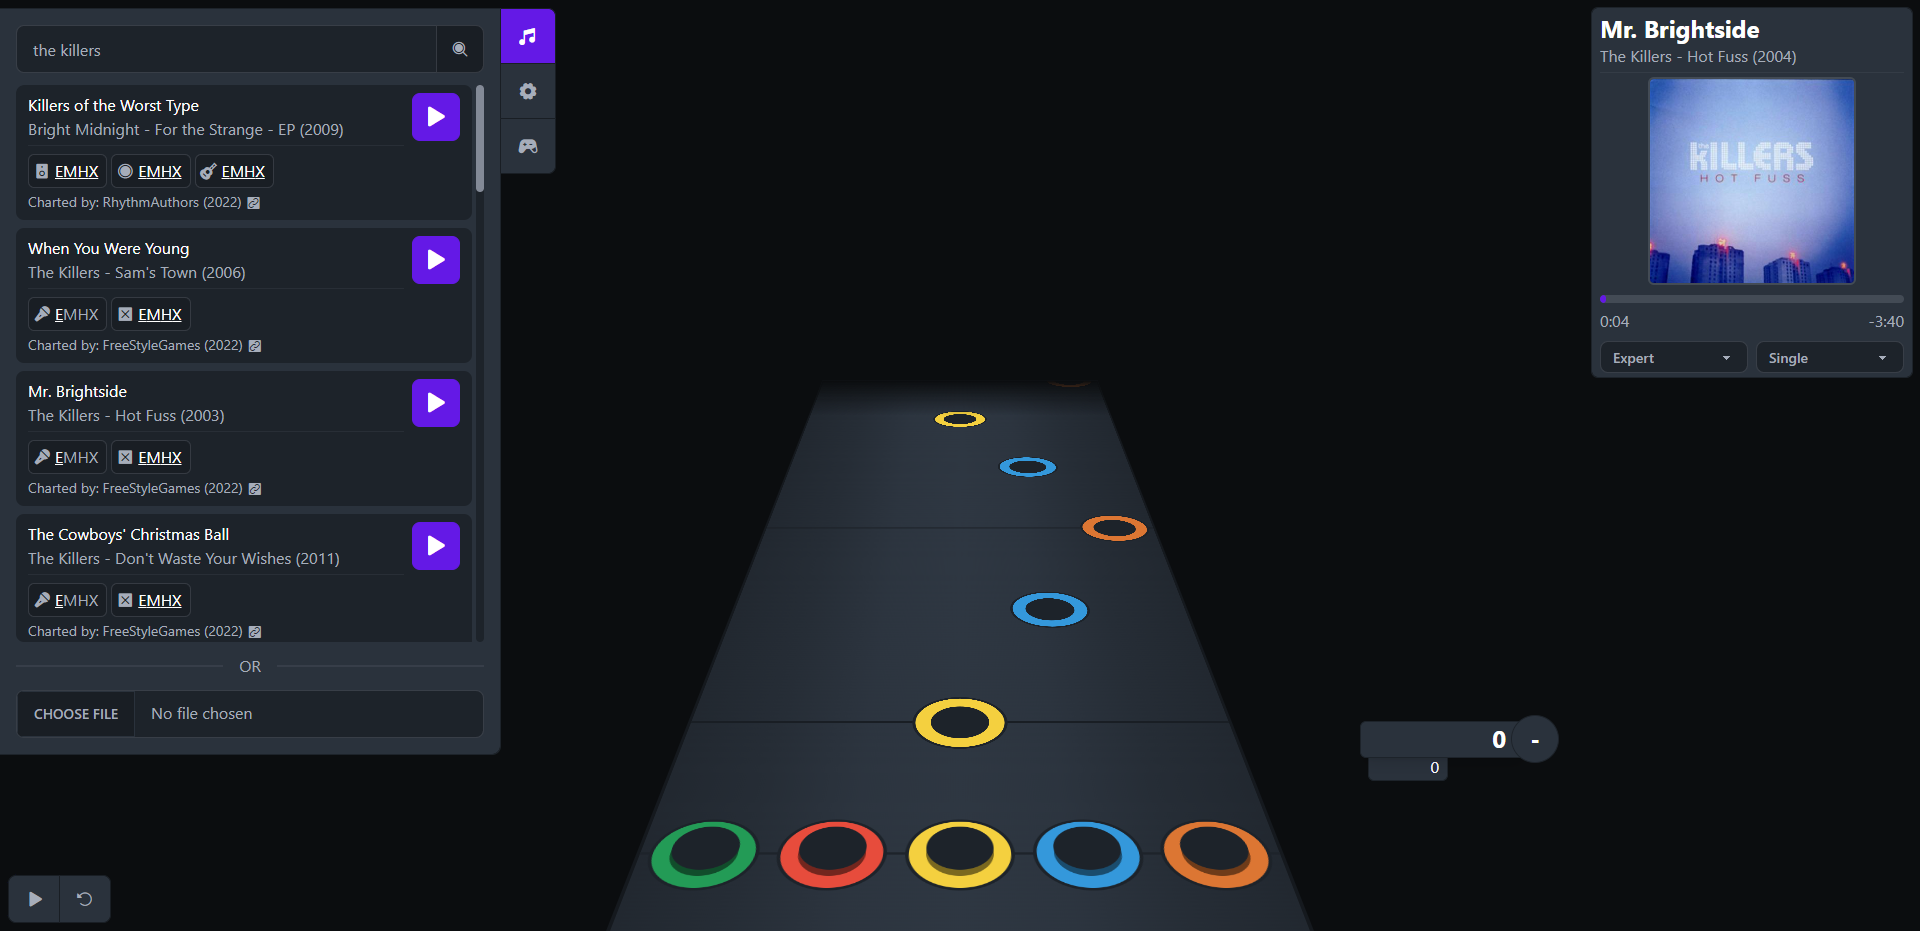 the killers
Killers of the Worst Type
Bright Midnight - For the Strange - EP (2009)
EMHX EMHX EMHX
Charted by: RhythmAuthors (2022)
When You Were Young
The Killers - Sam's Town (2006)
EMHX EMHX
Charted by: FreeStyleGames (2022)
Mr. Brightside
The Killers - Hot Fuss (2003)
EMHX EMHX
Charted by: FreeStyleGames (2022)
The Cowboys' Christmas Ball
The Killers - Don't Waste Your Wishes (2011)
EMHX EMHX
Charted by: FreeStyleGames (2022)
OR
CHOOSE FILE No file chosen
0 -
0
Mr. Brightside
The Killers - Hot Fuss (2004)
the
KILLERS
HOT FUSS
0:04 -3:40
Expert Single